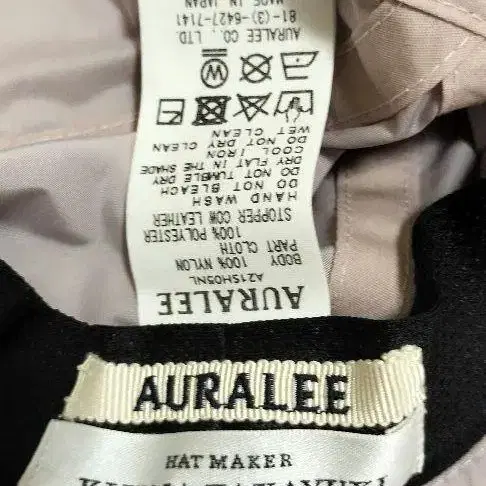 AURALEE
A21SH05NL
BODY 100% NYLON
PART CLOTH
100% POLYESTER
STOPPER COW LEATHER
HAND WASH
DO NOT BLEACH
DO NOT TUMBLE DRY
DRY FLAT IN THE SHADE
COOL IRON
DO NOT DRY CLEAN
WET CLEAN
W
AURALEE CO., LTD.
81-(3)-6427-7141
MADE IN JAPAN
AURALEE
HAT MAKER